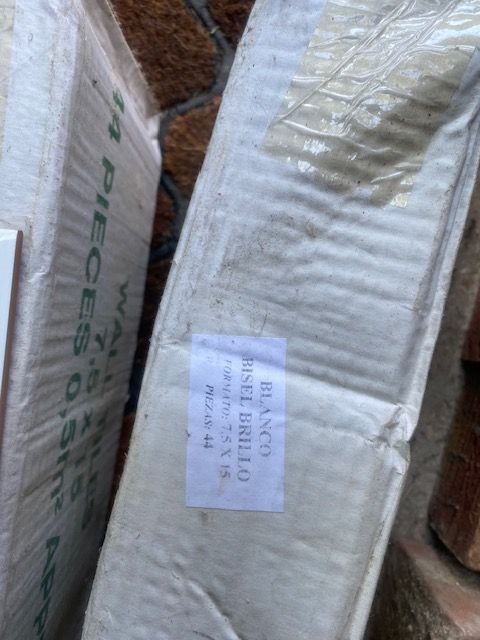 BLANCO
BISEL BRILLO
FORMATO: 7,5 X 15
PIEZAS: 44
7,5 X 15
44 PIECES 0,5m² APP